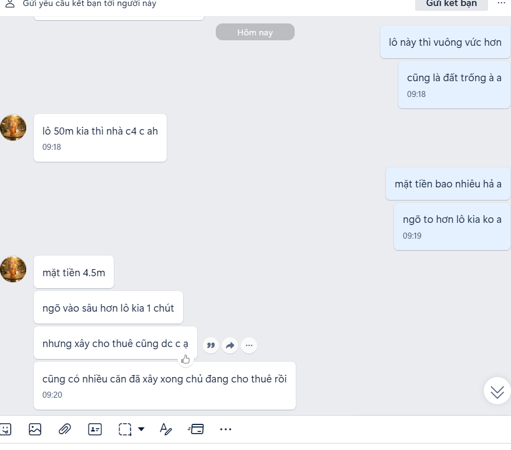 Gửi yêu cầu kết bạn tới người này
Gửi kết bạn
Hôm nay
lô này thì vuông vức hơn
cũng là đất trống à a
09:18
lô 50m kia thì nhà c4 c ah
09:18
mặt tiền bao nhiêu hả a
ngõ to hơn lô kia ko a
09:19
mặt tiền 4.5m
ngõ vào sâu hơn lô kia 1 chút
nhưng xây cho thuê cũng dc c ạ
cũng có nhiều căn đã xây xong chủ đang cho thuê rồi
09:20